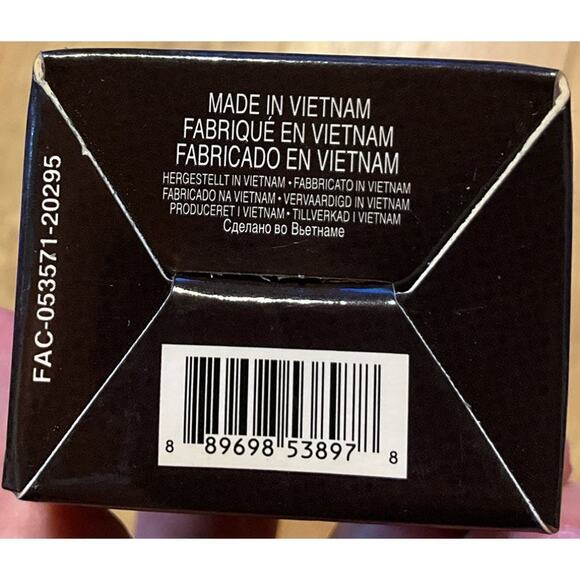 MADE IN VIETNAM
FABRIQUÉ EN VIETNAM
FABRICADO EN VIETNAM
HERGESTELLT IN VIETNAM • FABBRICATO IN VIETNAM
FABRICADO NA VIETNAM • VERVAARDIGD IN VIETNAM
PRODUCERET I VIETNAM • TILLVERKAD I VIETNAM
Сделано во Вьетнаме
FAC-053571-20295
8 89698 53897 8